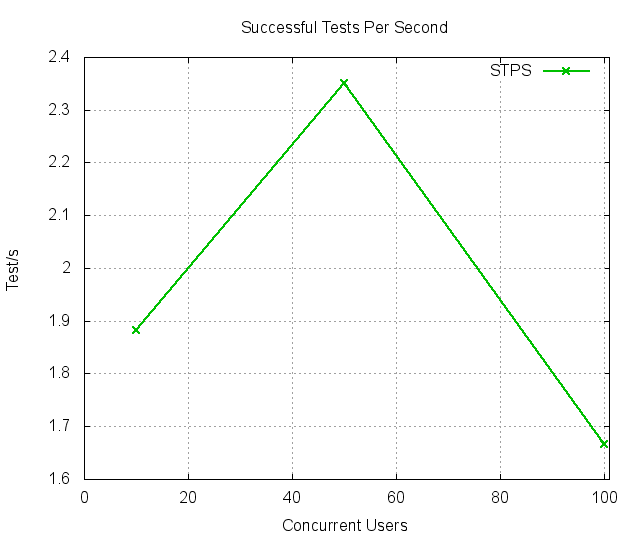 Successful Tests Per Second
STPS
2.4
2.3
2.2
2.1
2
1.9
1.8
1.7
1.6
Test/s
0 20 40 60 80 100
Concurrent Users